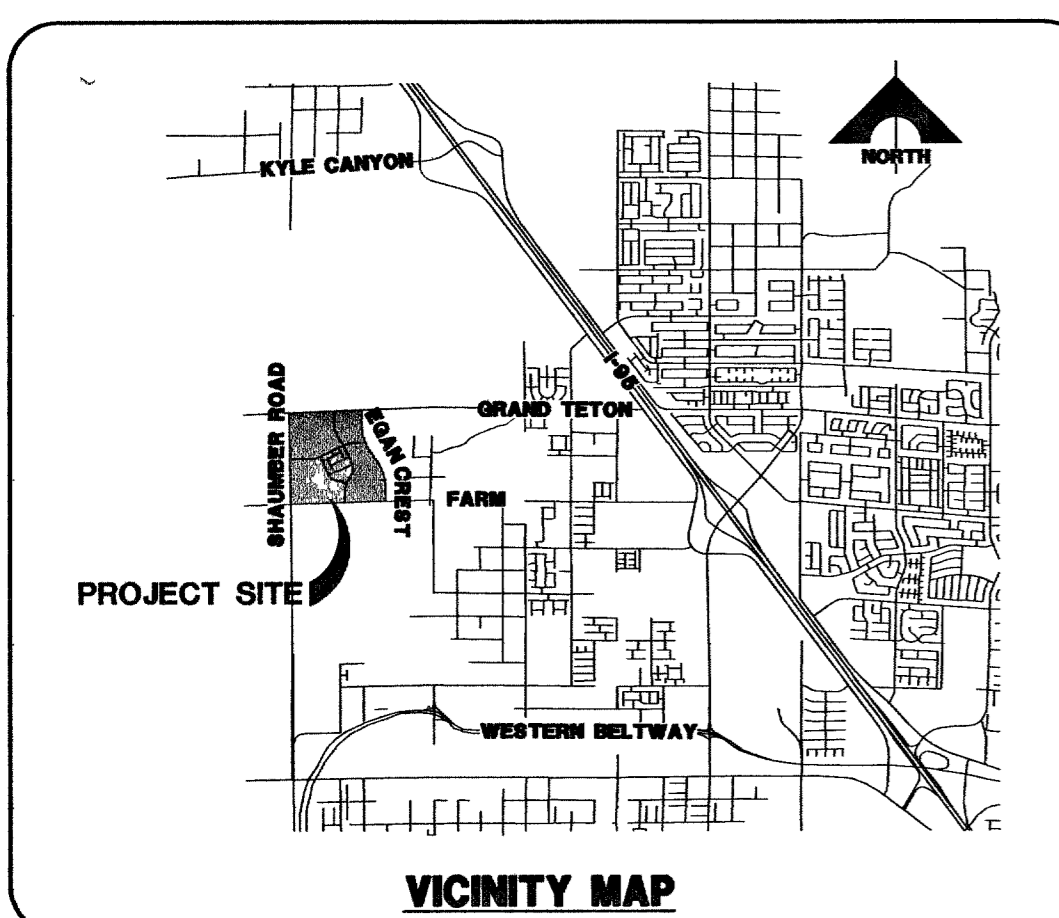 KYLE CANYON
NORTH
I-95
SHAUMBER ROAD
EGAN CREST
GRAND TETON
FARM
PROJECT SITE
WESTERN BELTWAY
VICINITY MAP